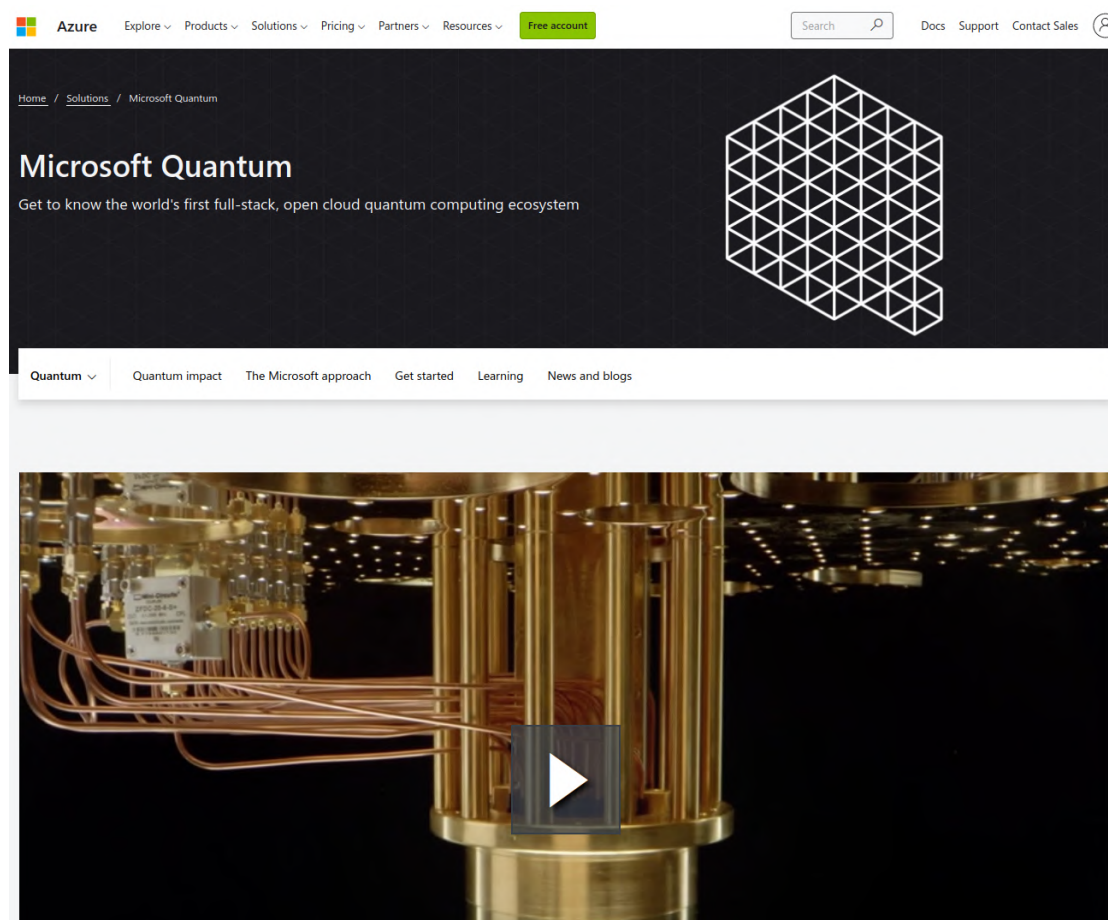 Azure Explore Products Solutions Pricing Partners Resources Free account Search Docs Support Contact Sales
Home / Solutions / Microsoft Quantum
Microsoft Quantum
Get to know the world's first full-stack, open cloud quantum computing ecosystem
Quantum Quantum impact The Microsoft approach Get started Learning News and blogs
Mini-Circuits